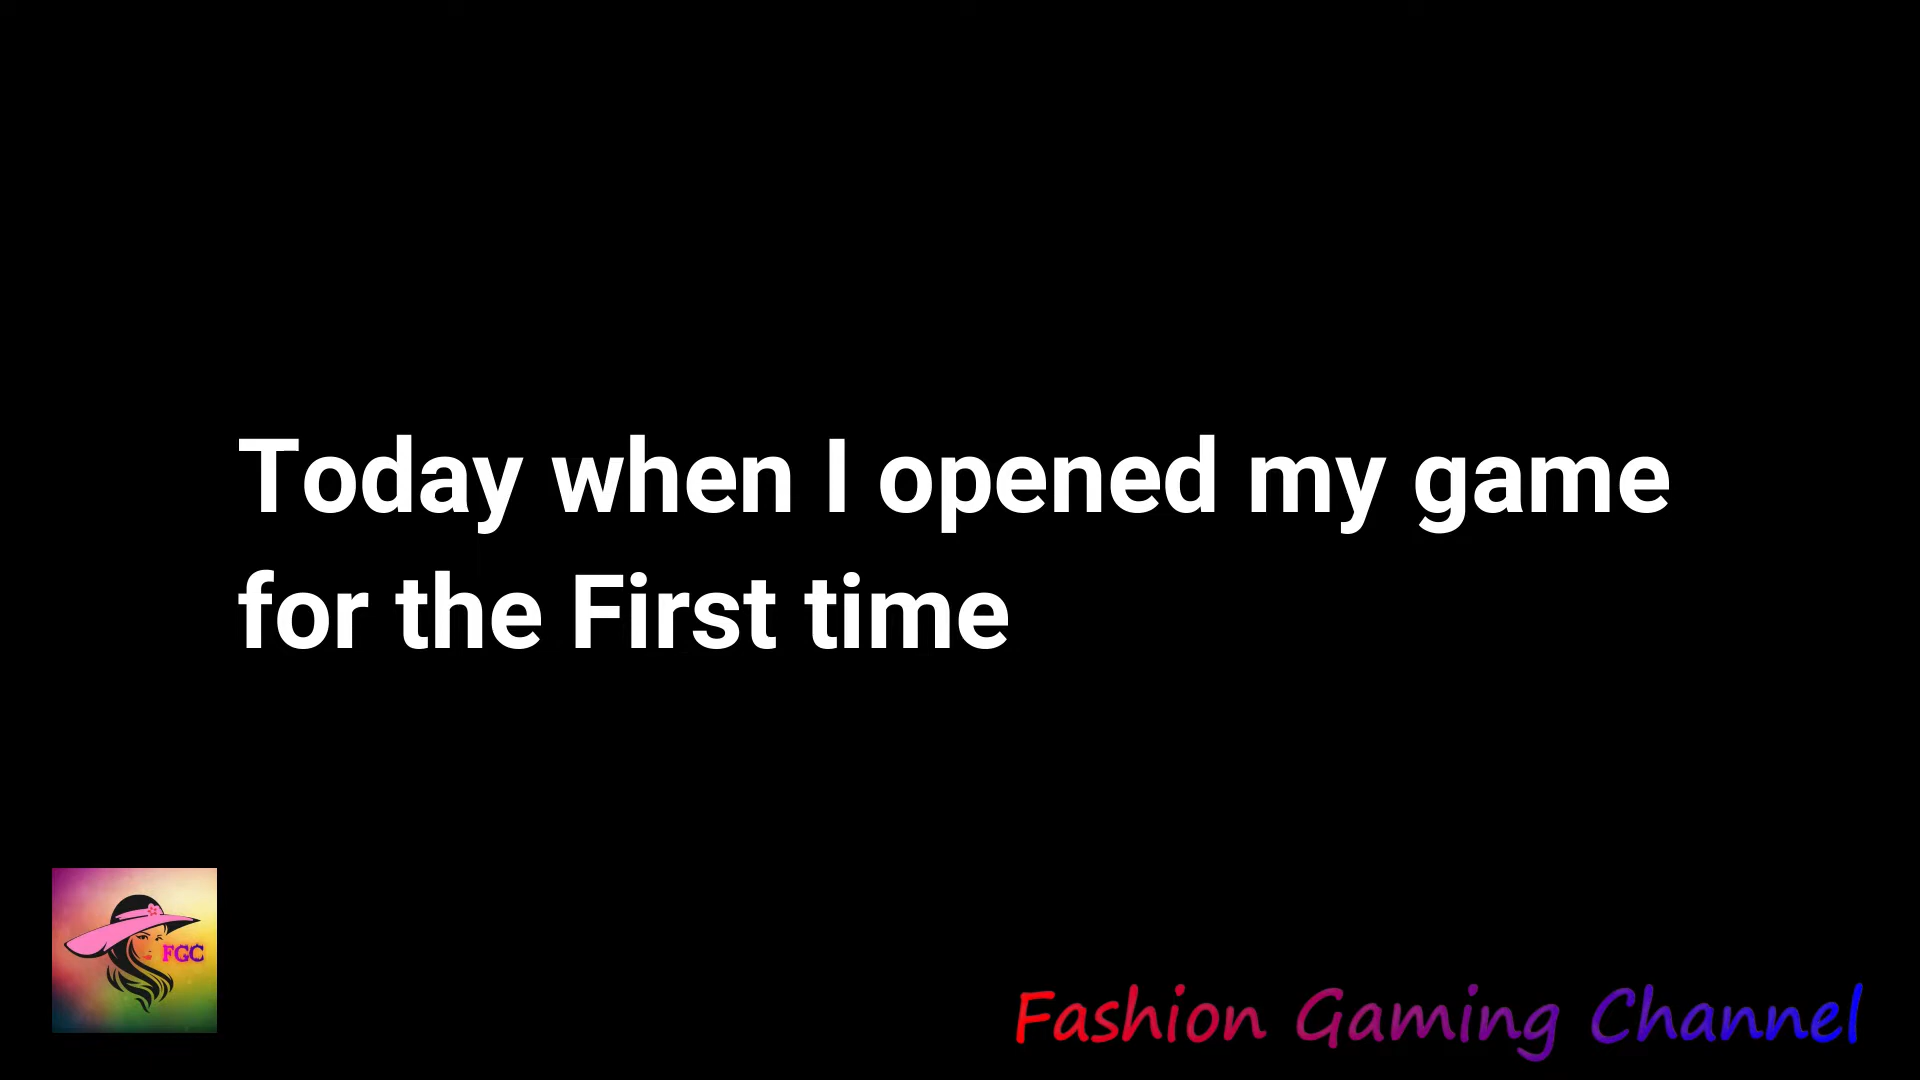 Today when I opened my game
for the First time
FGC
Fashion Gaming Channel